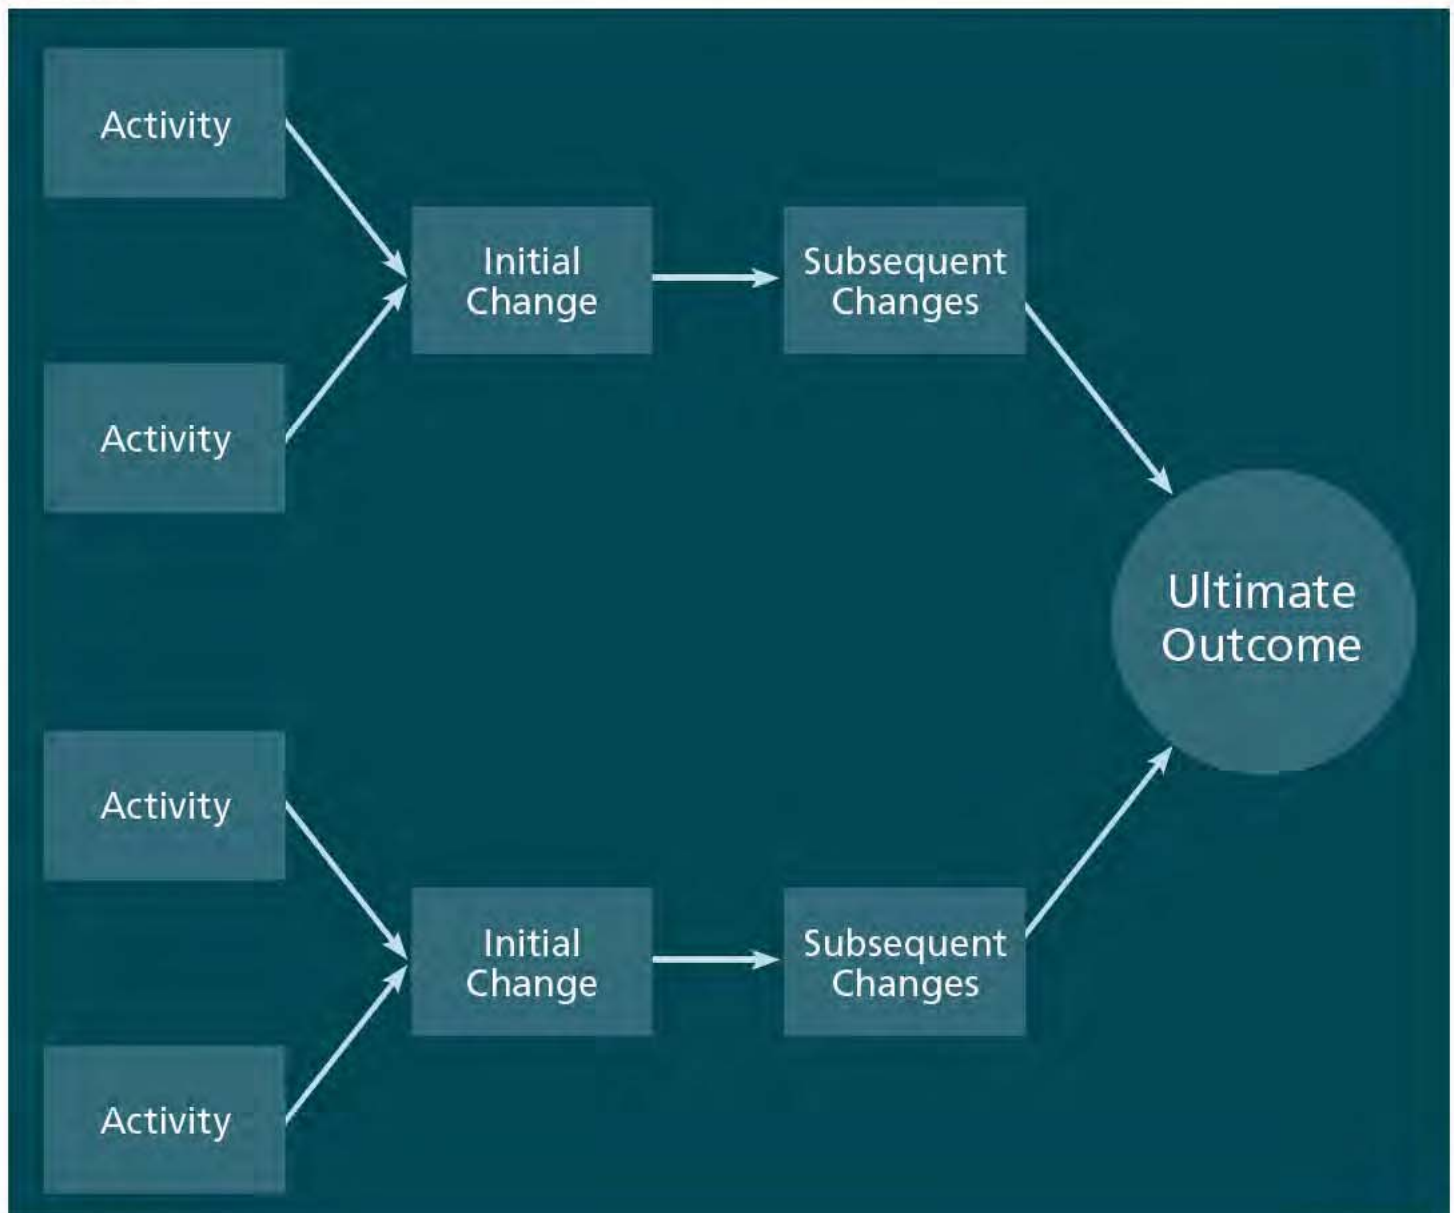 Activity
Activity
Initial
Change
Subsequent
Changes
Ultimate
Outcome
Activity
Activity
Initial
Change
Subsequent
Changes